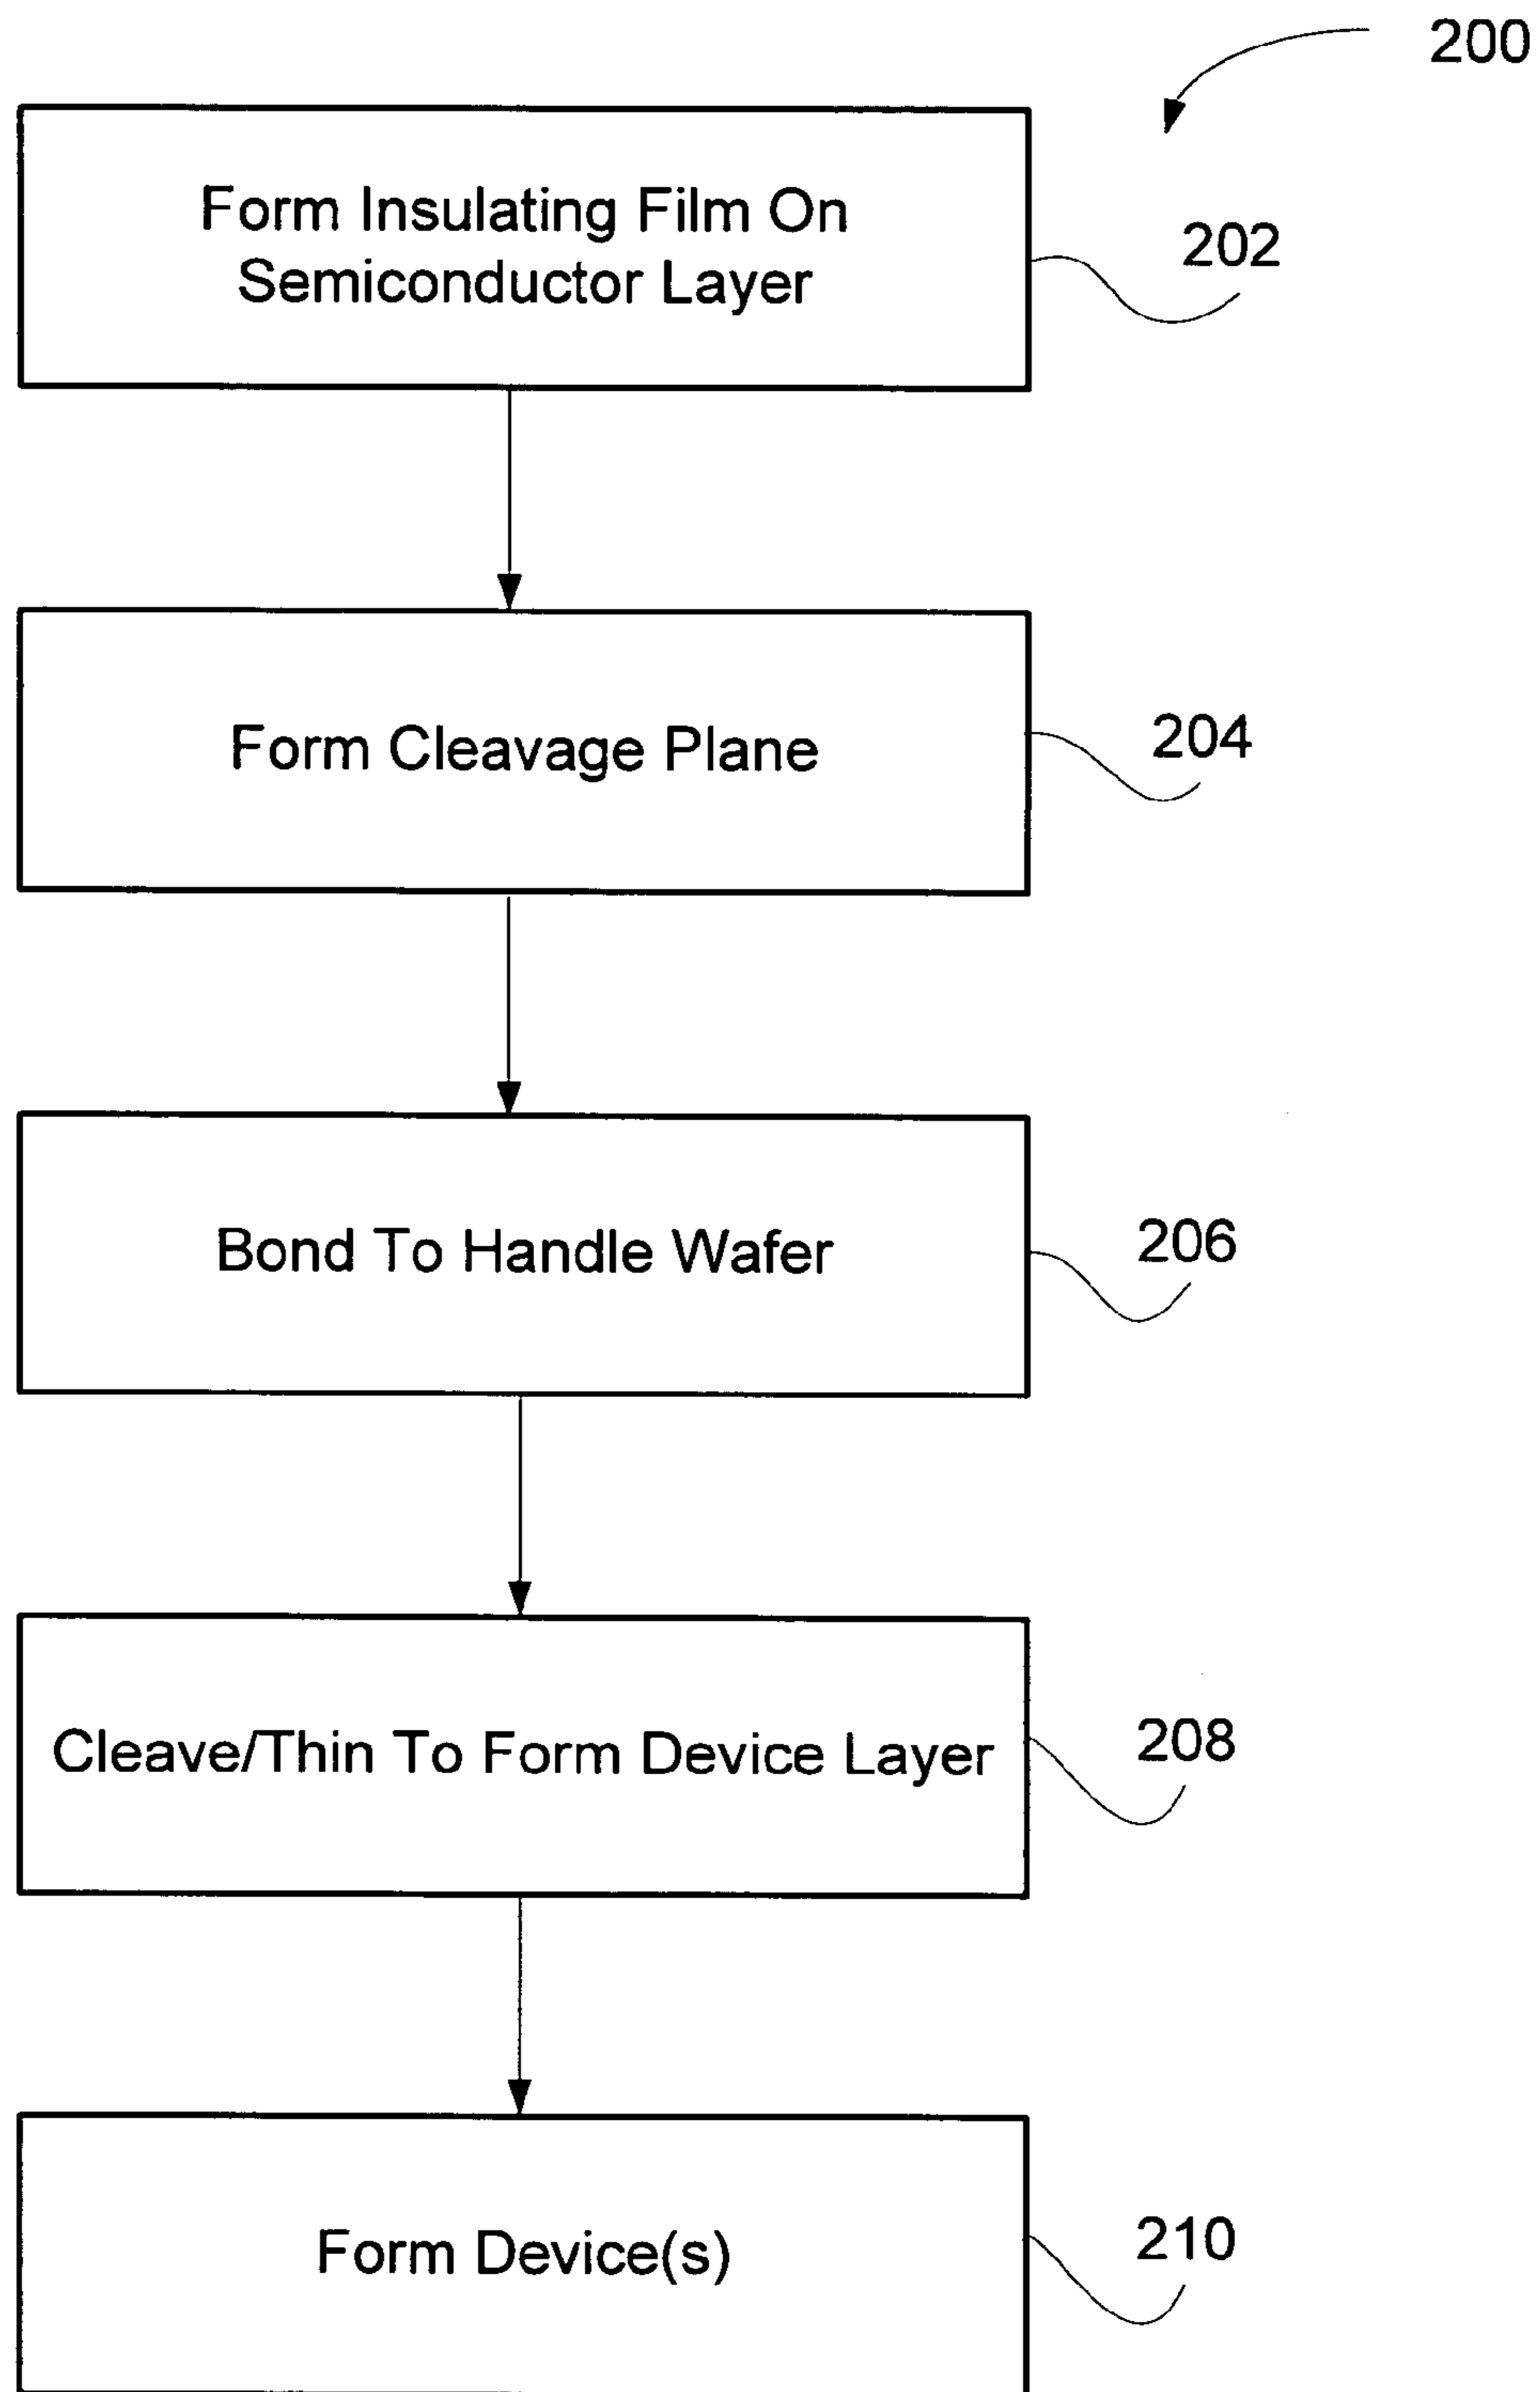 200
Form Insulating Film On
Semiconductor Layer
202
Form Cleavage Plane
204
Bond To Handle Wafer
206
Cleave/Thin To Form Device Layer
208
Form Device(s)
210